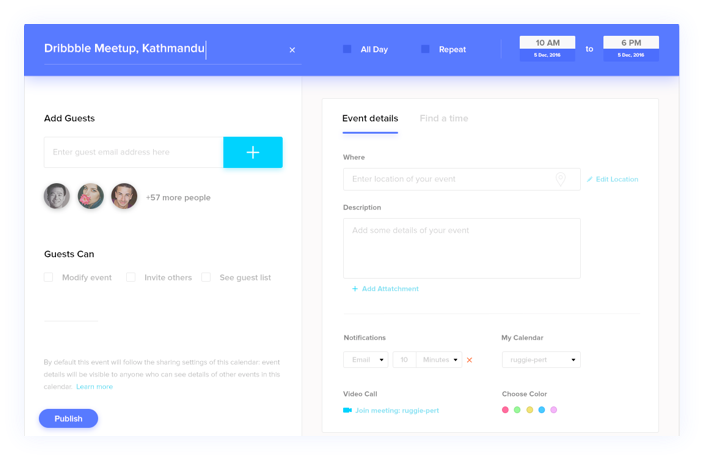 Dribbble Meetup, Kathmandu
All Day
Repeat
10 AM
5 Dec, 2016
to
6 PM
5 Dec, 2016
Add Guests
Enter guest email address here
+57 more people
Guests Can
Modify event
Invite others
See guest list
By default this event will follow the sharing settings of this calendar; event
details will be visible to anyone who can see details of other events in this
calendar. Learn more
Publish
Event details
Find a time
Where
Enter location of your event
Edit Location
Description
Add some details of your event
Add Attatchment
Notifications
Email
10
Minutes
My Calendar
ruggie-pert
Video Call
Join meeting: ruggie-pert
Choose Color